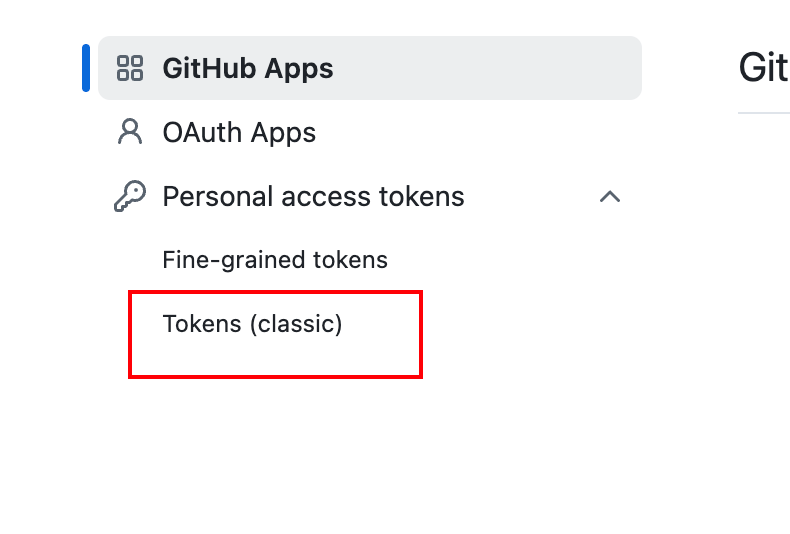 GitHub Apps
Git
OAuth Apps
Personal access tokens
Fine-grained tokens
Tokens (classic)